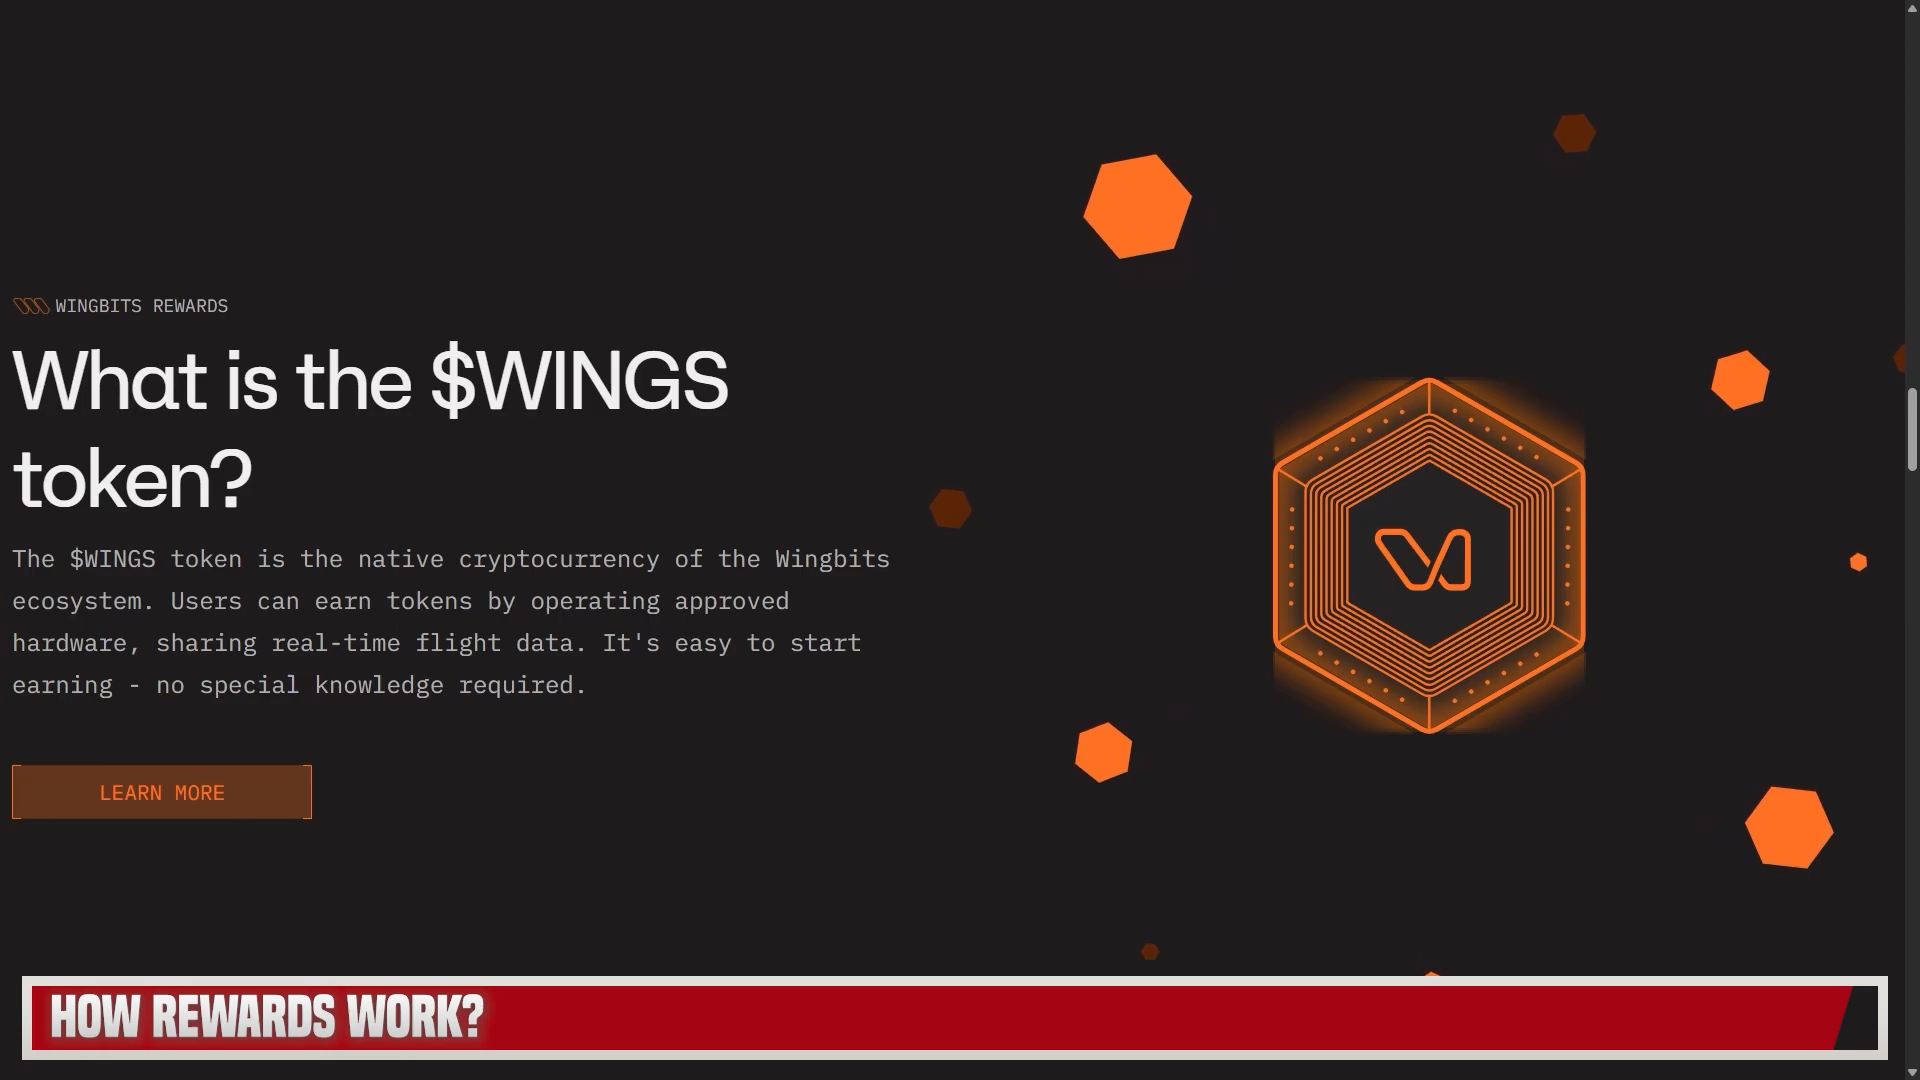 WINGBITS REWARDS
What is the $WINGS
token?
The $WINGS token is the native cryptocurrency of the Wingbits
ecosystem. Users can earn tokens by operating approved
hardware, sharing real-time flight data. It's easy to start
earning - no special knowledge required.
LEARN MORE
HOW REWARDS WORK?